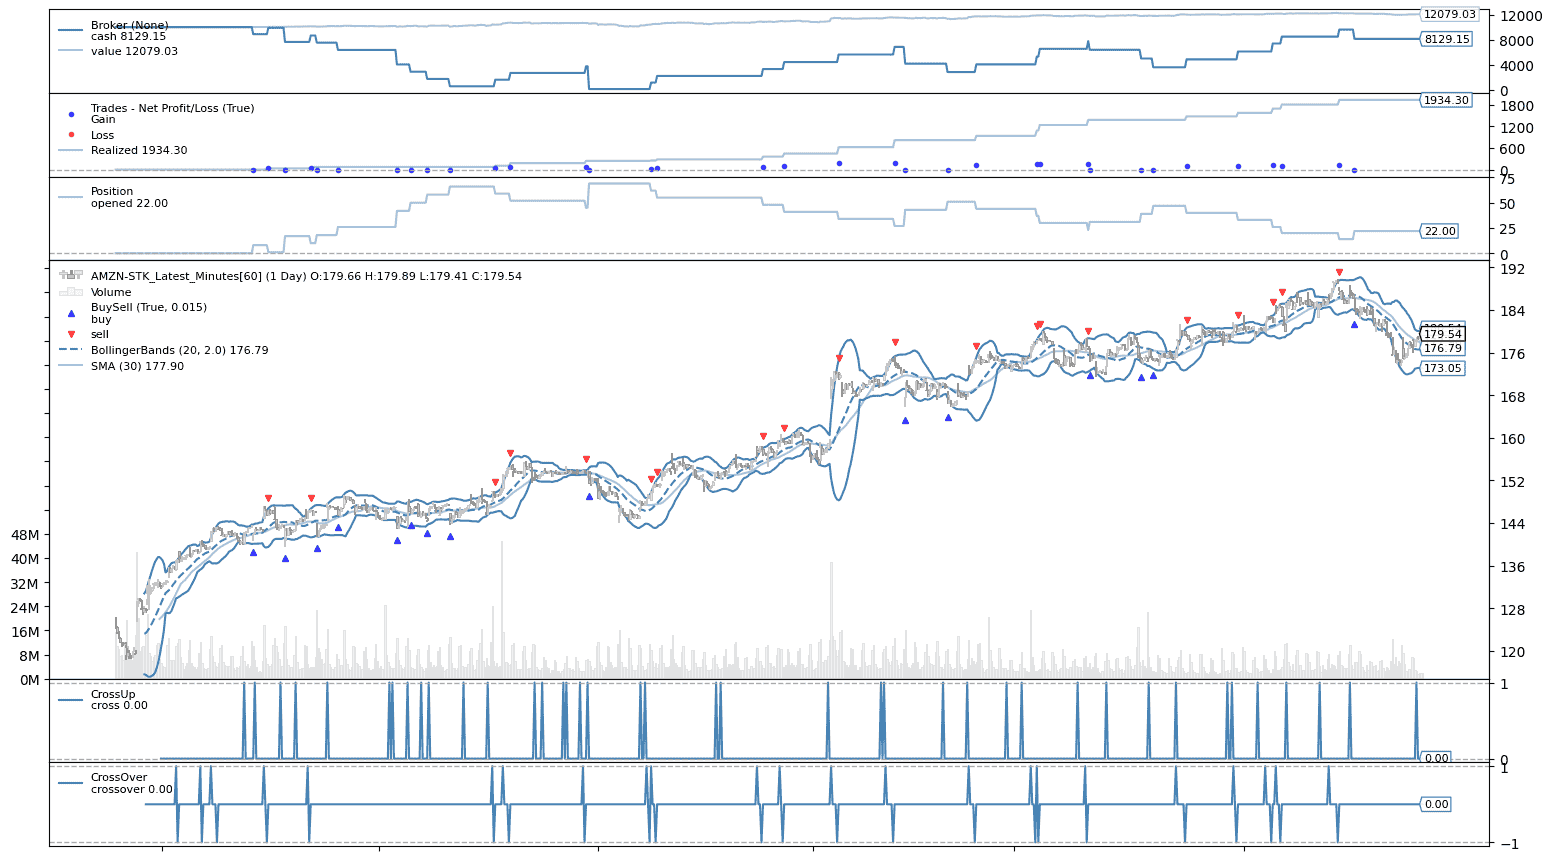 Broker (None)
cash 8129.15
value 12079.03
12079.03
8129.15
12000
8000
4000
0
Trades - Net Profit/Loss (True)
Gain
Loss
Realized 1934.30
1934.30
1800
1200
600
0
Position
opened 22.00
22.00
75
50
25
0
AMZN-STK_Latest_Minutes[60] (1 Day) O:179.66 H:179.89 L:179.41 C:179.54
Volume
BuySell (True, 0.015)
buy
sell
BollingerBands (20, 2.0) 176.79
SMA (30) 177.90
179.54
176.79
173.05
192
184
176
168
160
152
144
136
128
120
48M
40M
32M
24M
16M
8M
0M
CrossUp
cross 0.00
0.00
1
0
CrossOver
crossover 0.00
0.00
1
−1